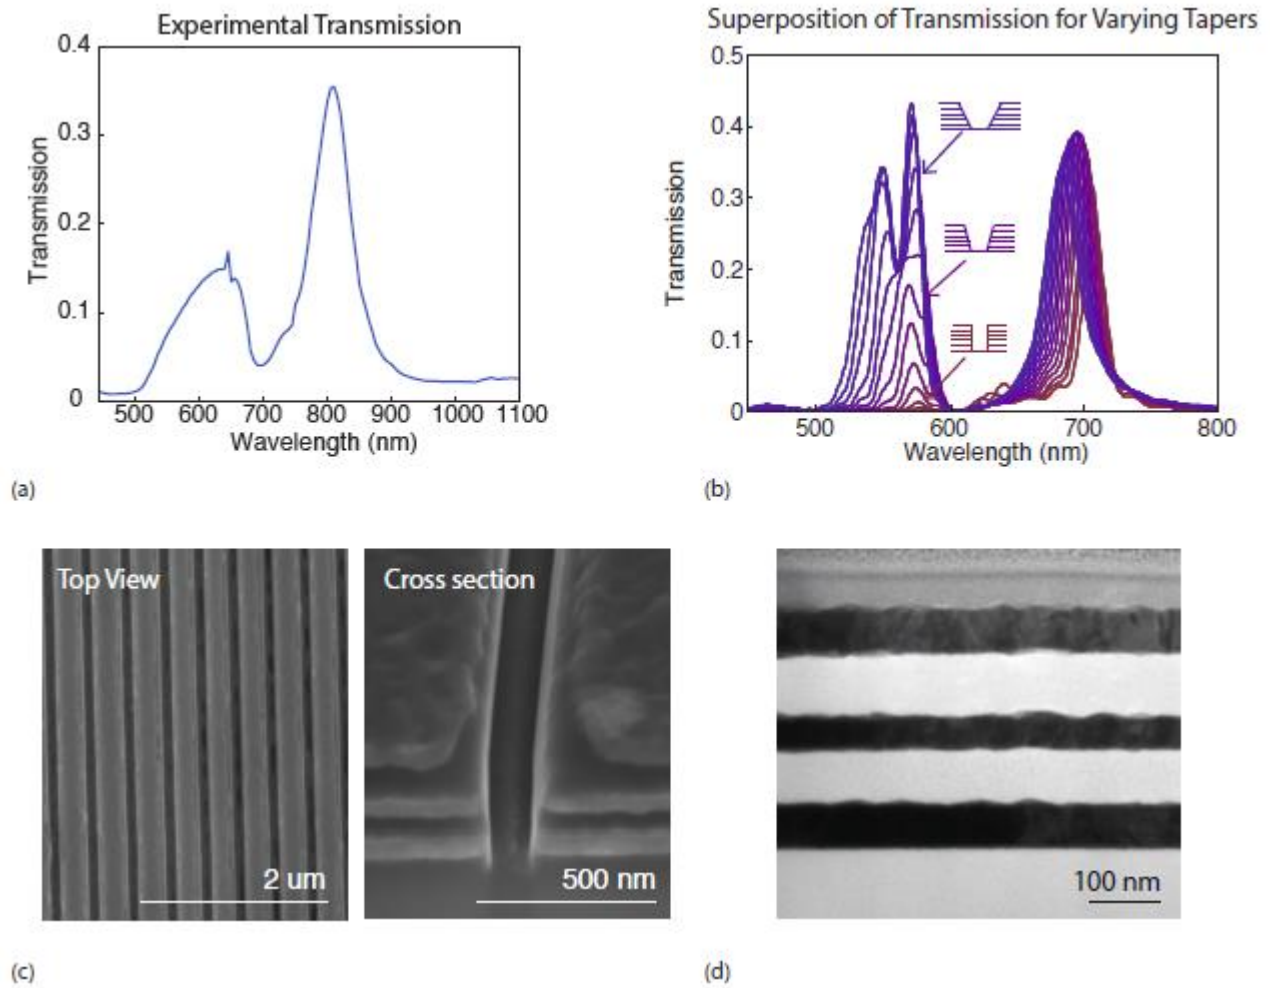 Experimental Transmission
0.4
0.3
0.2
0.1
0
Transmission
500 600 700 800 900 1000 1100
Wavelength (nm)
(a)
Superposition of Transmission for Varying Tapers
0.5
0.4
0.3
0.2
0.1
0
Transmission
500 600 700 800
Wavelength (nm)
(b)
Top View
2 um
Cross section
500 nm
(c)
100 nm
(d)